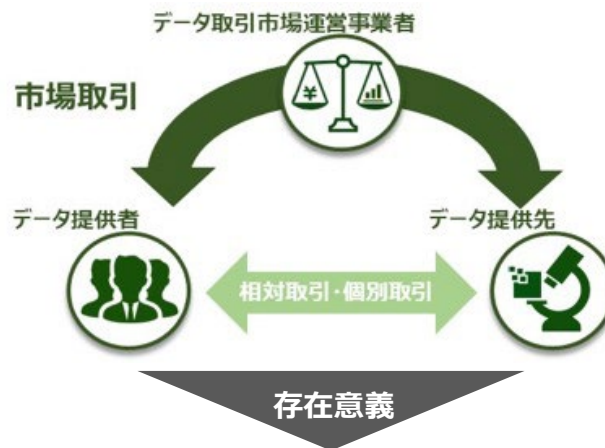 データ取引市場運営事業者
¥
市場取引
データ提供者
データ提供先
相対取引・個別取引
存在意義